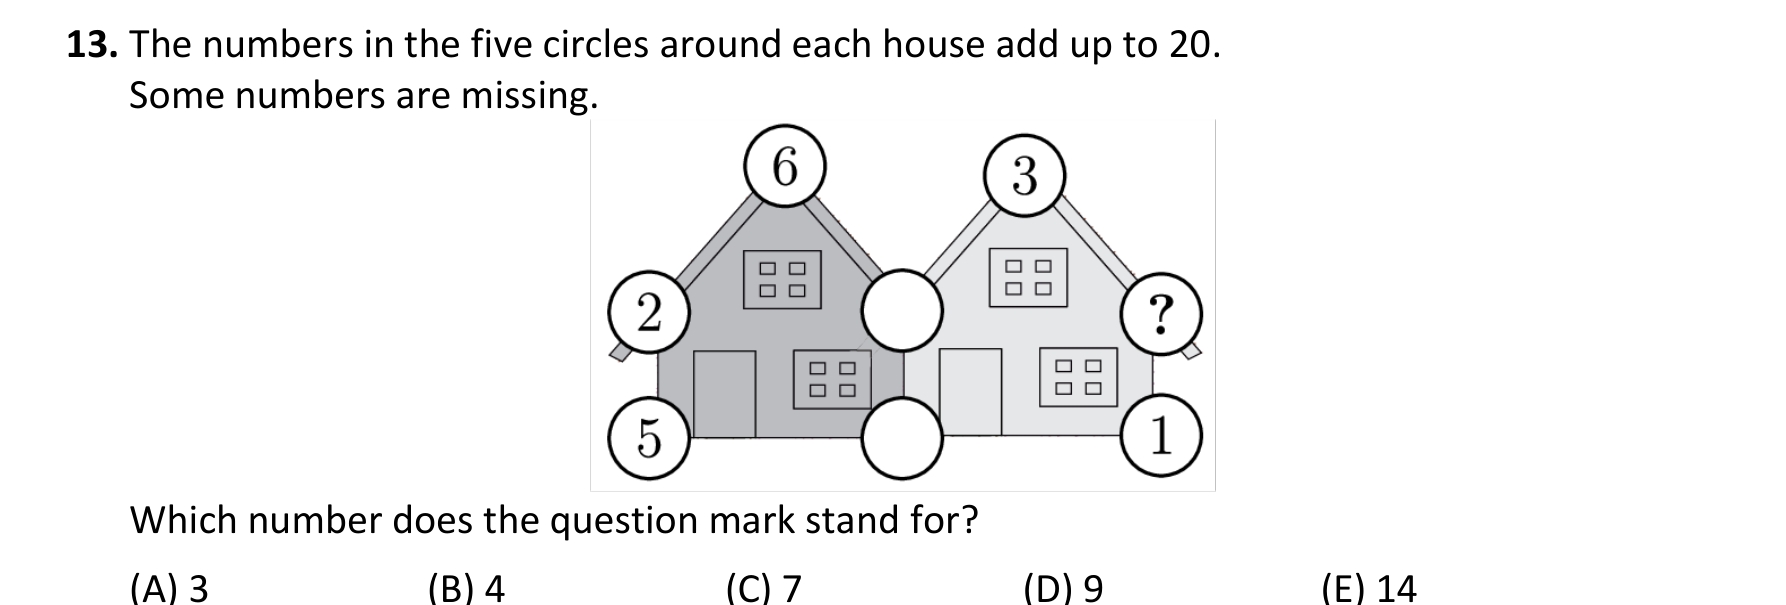 13. The numbers in the five circles around each house add up to 20.
Some numbers are missing.
6
3
2
?
5
1
Which number does the question mark stand for?
(A) 3 (B) 4 (C) 7 (D) 9 (E) 14